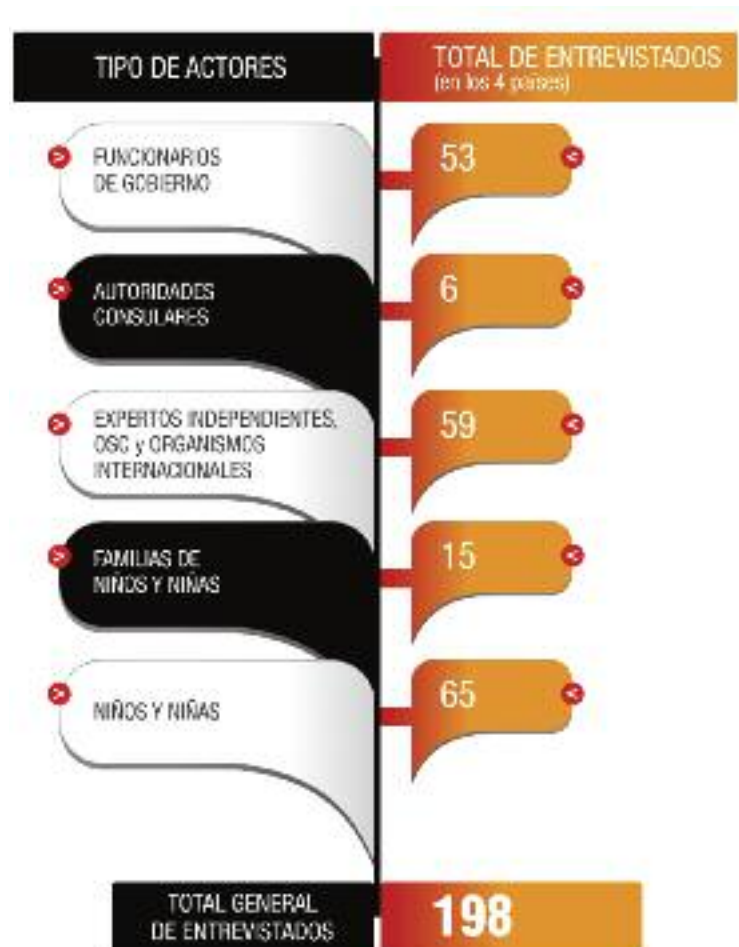 TIPO DE ACTORES
TOTAL DE ENTREVISTADOS
(en los 4 países)
FUNCIONARIOS
DE GOBIERNO
53
AUTORIDADES
CONSULARES
6
EXPERTOS INDEPENDIENTES,
OSC y ORGANISMOS
INTERNACIONALES
59
FAMILIAS DE
NIÑOS Y NIÑAS
15
NIÑOS Y NIÑAS
65
TOTAL GENERAL
DE ENTREVISTADOS
198